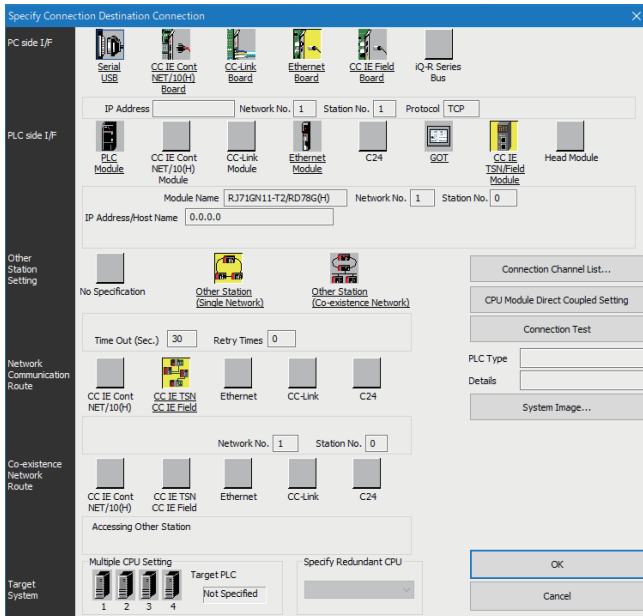 Specify Connection Destination Connection
PC side I/F
Serial
USB
CC IE Cont
NET/10(H)
Board
CC-Link
Board
Ethernet
Board
CC IE Field
Board
iQ-R Series
Bus
IP Address
Network No. 1
Station No. 1
Protocol TCP
PLC side I/F
PLC
Module
CC IE Cont
NET/10(H)
Module
CC-Link
Module
Ethernet
Module
C24
GOT
CC IE
TSN/Field
Module
Head Module
Module Name RJ71GN11-T2/RD78G(H)
Network No. 1
Station No. 0
IP Address/Host Name 0.0.0.0
Other
Station
Setting
No Specification
Other Station
(Single Network)
Other Station
(Co-existence Network)
Time Out (Sec.) 30
Retry Times 0
Connection Channel List...
CPU Module Direct Coupled Setting
Connection Test
PLC Type
Details
System Image...
Network
Communication
Route
CC IE Cont
NET/10(H)
CC IE TSN
CC IE Field
Ethernet
CC-Link
C24
Network No. 1
Station No. 0
Co-existence
Network
Route
CC IE Cont
NET/10(H)
CC IE TSN
CC IE Field
Ethernet
CC-Link
C24
Accessing Other Station
Target
System
Multiple CPU Setting
1 2 3 4
Target PLC
Not Specified
Specify Redundant CPU
OK
Cancel